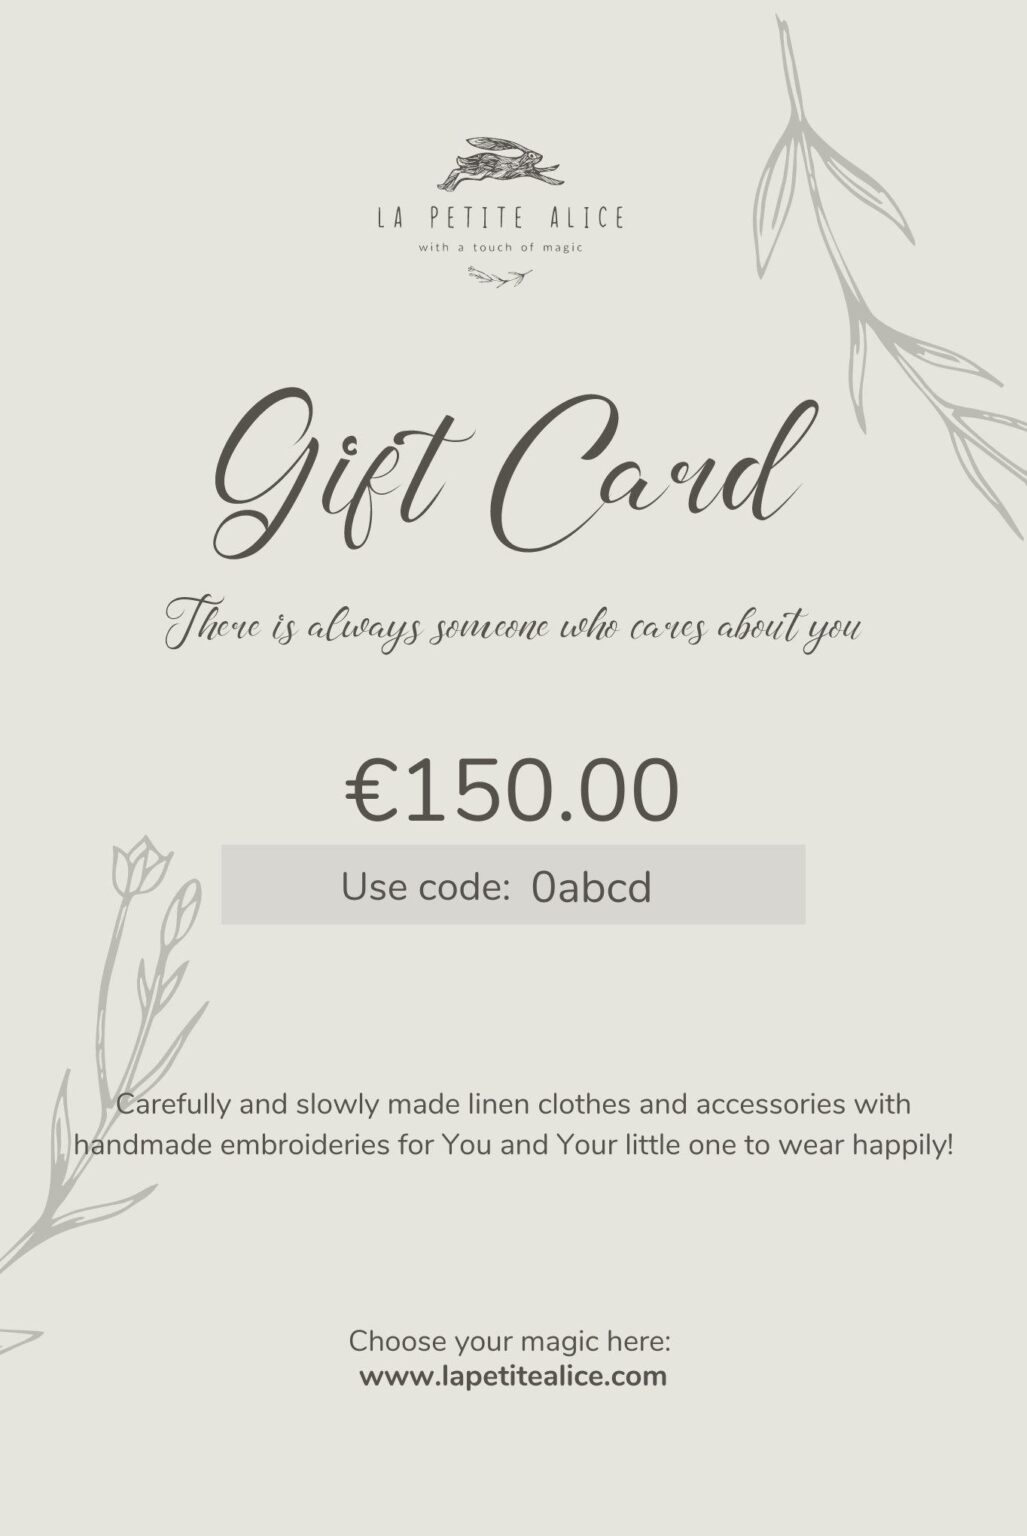 LA PETITE ALICE
with a touch of magic
Gift Card
There is always someone who cares about you
€150.00
Use code: 0abcd
Carefully and slowly made linen clothes and accessories with
handmade embroideries for You and Your little one to wear happily!
Choose your magic here:
www.lapetitealice.com